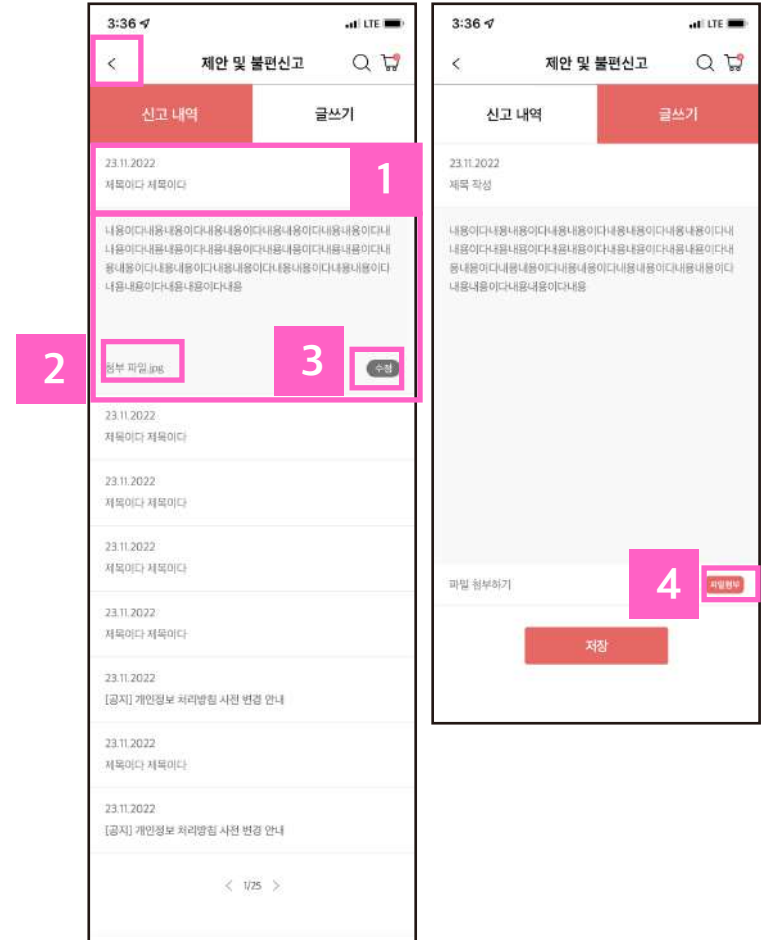 3:36
LTE
제안 및 불편신고
신고 내역
글쓰기
23.11.2022
제목이다 제목이다
1
내용이다내용내용이다내용내용이다내용내용이다내용내용이다내
내용이다내용내용이다내용내용이다내용내용이다내용내용이다내
용내용이다내용내용이다내용내용이다내용내용이다내용내용이다
내용내용이다내용내용이다내용
2
첨부 파일.jpg
3
수정
23.11.2022
제목이다 제목이다
23.11.2022
제목이다 제목이다
23.11.2022
제목이다 제목이다
23.11.2022
제목이다 제목이다
23.11.2022
[공지] 개인정보 처리방침 사전 변경 안내
23.11.2022
제목이다 제목이다
23.11.2022
[공지] 개인정보 처리방침 사전 변경 안내
< 1/25 >
3:36
LTE
제안 및 불편신고
신고 내역
글쓰기
23.11.2022
제목 작성
내용이다내용내용이다내용내용이다내용내용이다내용내용이다내
내용이다내용내용이다내용내용이다내용내용이다내용내용이다내
용내용이다내용내용이다내용내용이다내용내용이다내용내용이다
내용내용이다내용내용이다내용
파일 첨부하기
4
파일첨부
저장